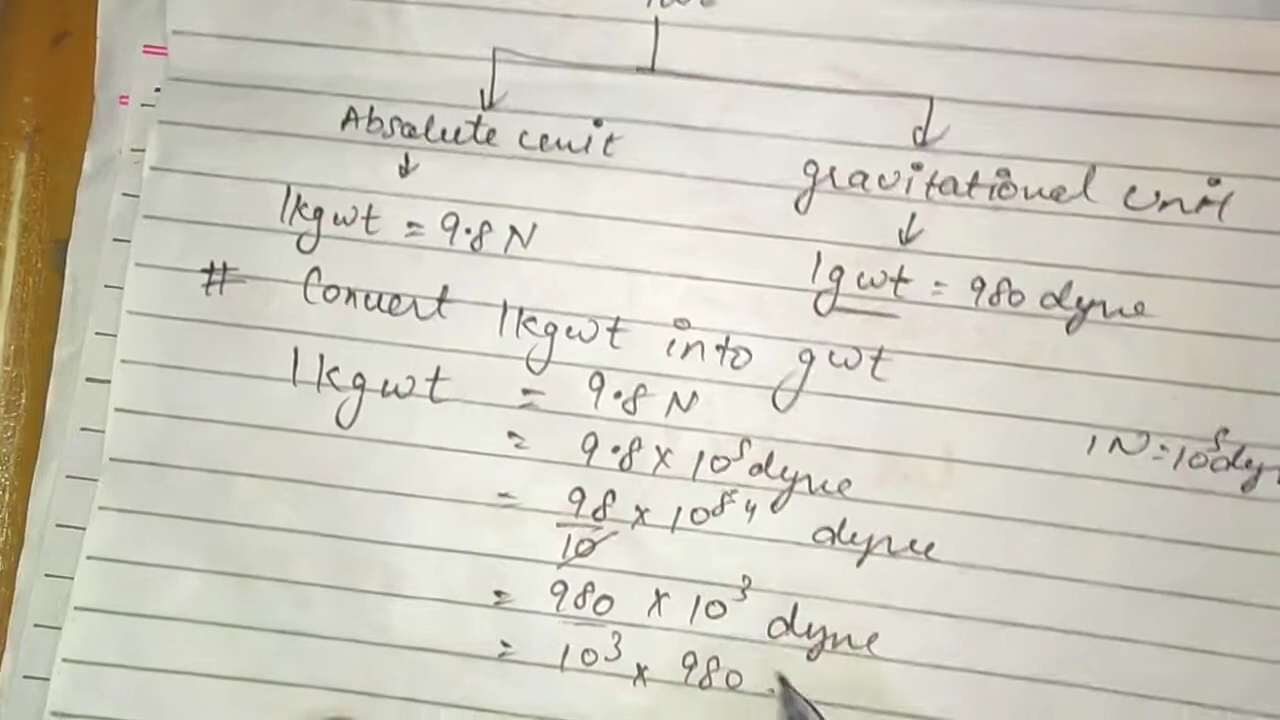 Absolute unit
gravitational unit
1kgwt = 9.8 N
1gwt = 980 dyne
# Convert 1kgwt into gwt
1kgwt = 9.8 N
1N = 10⁵dy
= 9.8 × 10⁵ dyne
= 98/10 × 10⁵ ⁴ dyne
= 980 × 10³ dyne
= 10³ × 980